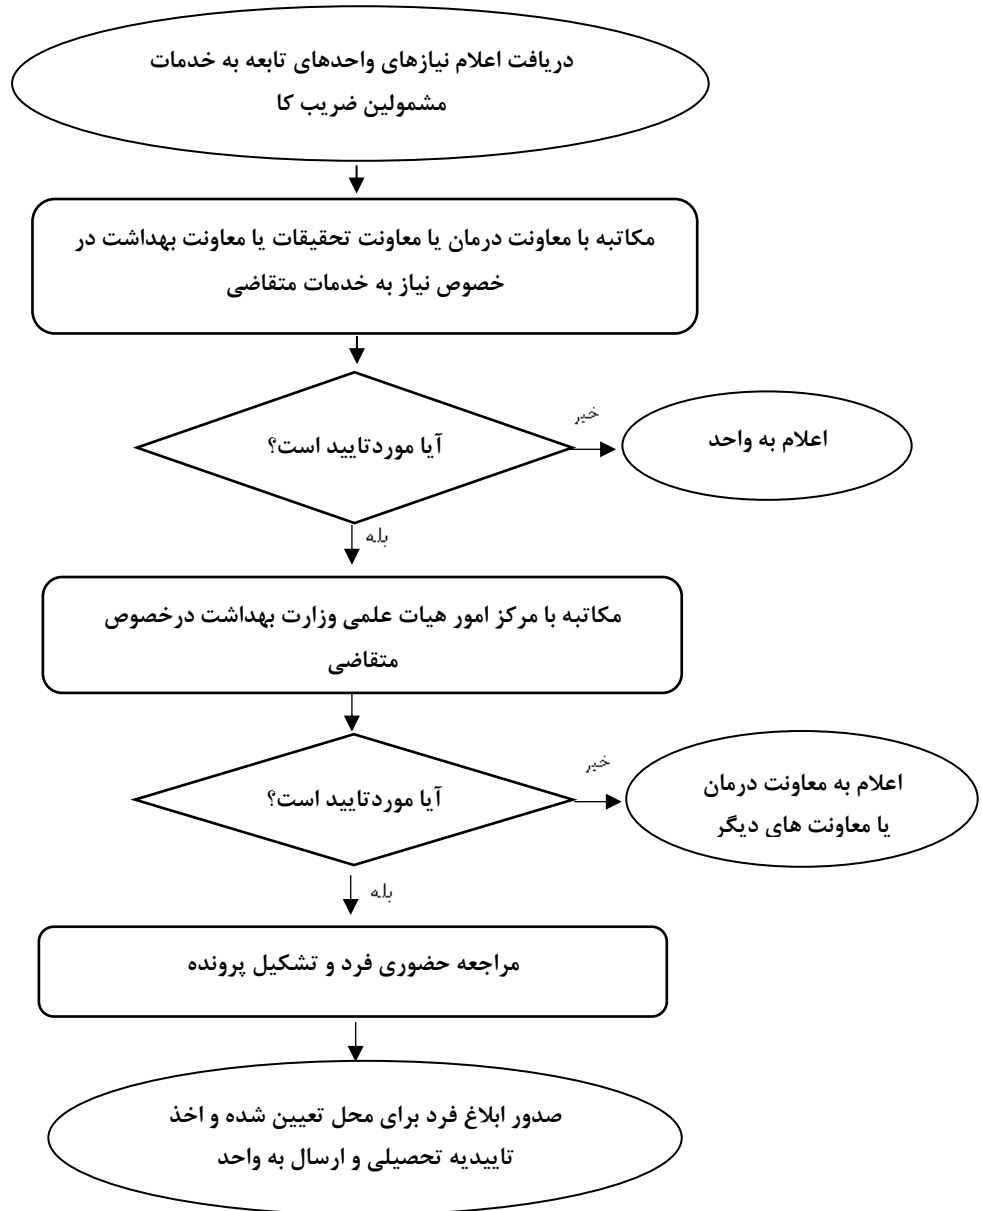 دریافت اعلام نیازهای واحدهای تابعه به خدمات
مشمولین ضریب کا
مکاتبه با معاونت درمان یا معاونت تحقیقات یا معاونت بهداشت در
خصوص نیاز به خدمات متقاضی
آیا موردتایید است؟
خیر
اعلام به واحد
بله
مکاتبه با مرکز امور هیات علمی وزارت بهداشت درخصوص
متقاضی
آیا موردتایید است؟
خیر
اعلام به معاونت درمان
یا معاونت های دیگر
بله
مراجعه حضوری فرد و تشکیل پرونده
صدور ابلاغ فرد برای محل تعیین شده و اخذ
تاییدیه تحصیلی و ارسال به واحد